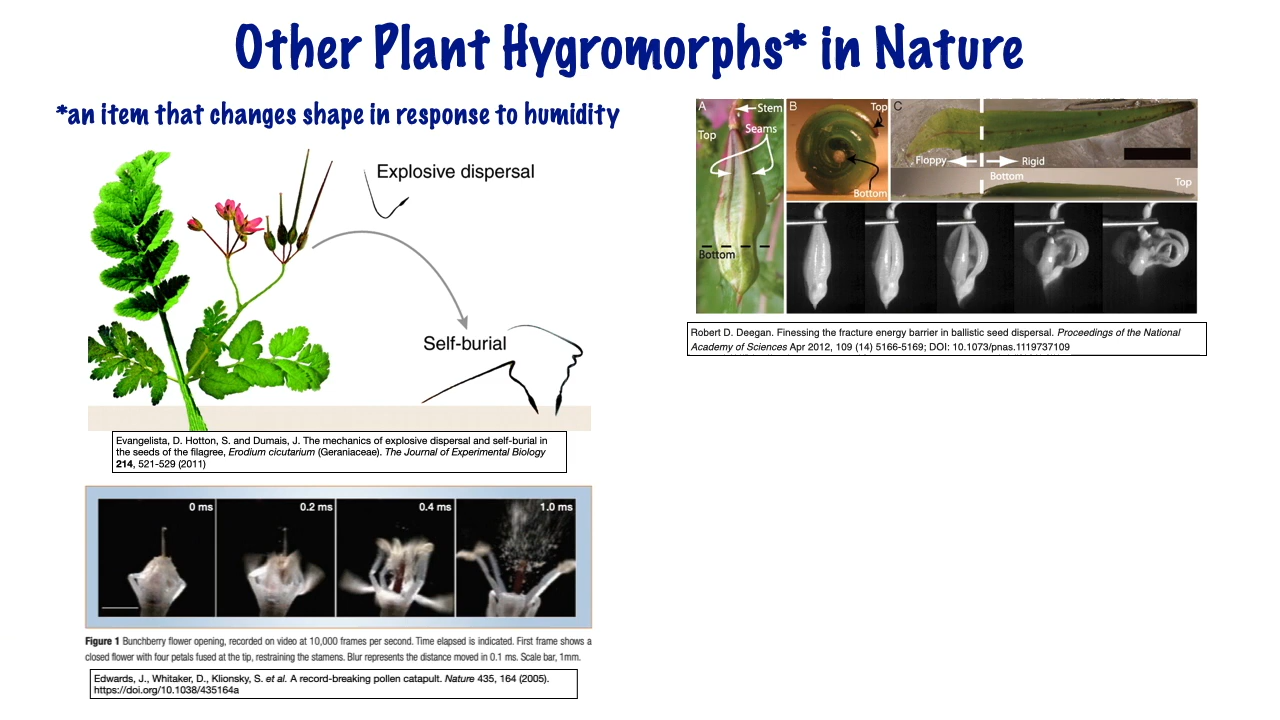 Other Plant Hygromorphs* in Nature
*an item that changes shape in response to humidity
Explosive dispersal
Self-burial
Evangelista, D. Hotton, S. and Dumais, J. The mechanics of explosive dispersal and self-burial in
the seeds of the filagree, Erodium cicutarium (Geraniaceae). The Journal of Experimental Biology
214, 521-529 (2011)
0 ms
0.2 ms
0.4 ms
1.0 ms
Figure 1 Bunchberry flower opening, recorded on video at 10,000 frames per second. Time elapsed is indicated. First frame shows a
closed flower with four petals fused at the tip, restraining the stamens. Blur represents the distance moved in 0.1 ms. Scale bar, 1mm.
Edwards, J., Whitaker, D., Klionsky, S. et al. A record-breaking pollen catapult. Nature 435, 164 (2005).
https://doi.org/10.1038/435164a
A
Stem
Top
Seams
Bottom
B
Top
Bottom
C
Floppy
Rigid
Bottom
Top
Robert D. Deegan. Finessing the fracture energy barrier in ballistic seed dispersal. Proceedings of the National
Academy of Sciences Apr 2012, 109 (14) 5166-5169; DOI: 10.1073/pnas.1119737109